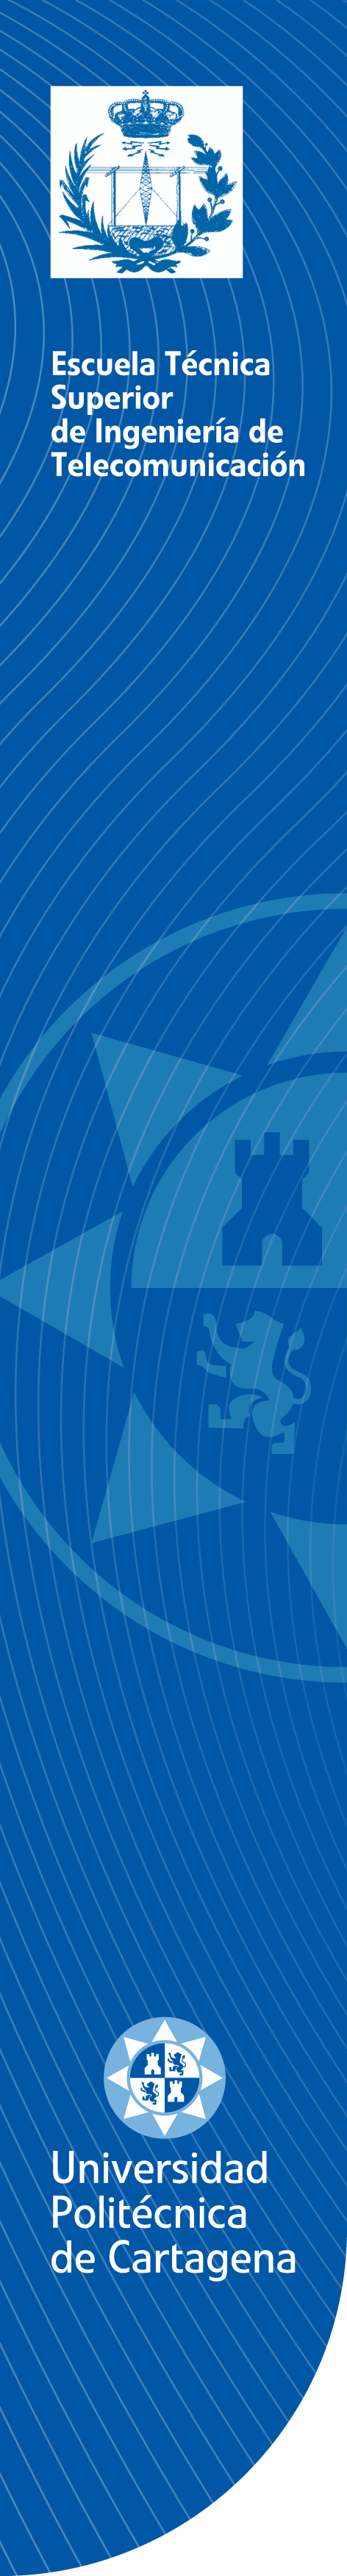 Escuela Técnica
Superior
de Ingeniería de
Telecomunicación
Universidad
Politécnica
de Cartagena